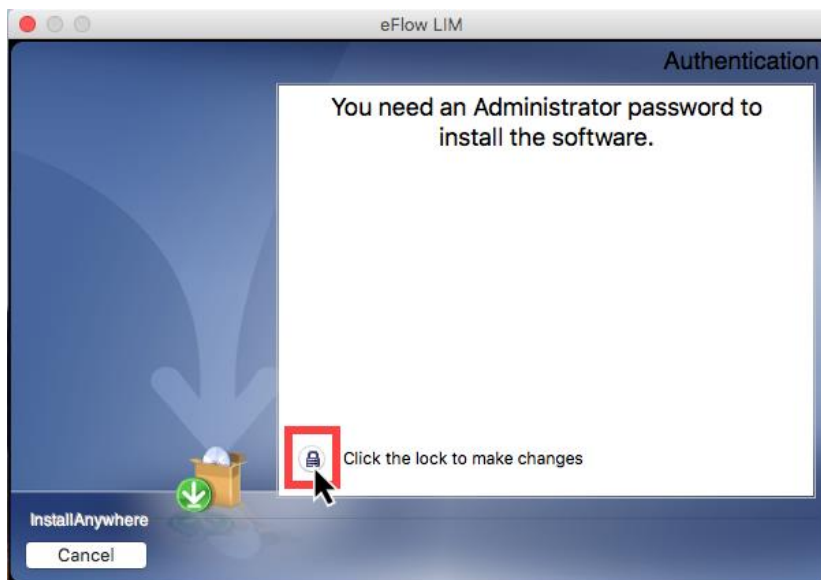 eFlow LIM
Authentication
You need an Administrator password to
install the software.
Click the lock to make changes
InstallAnywhere
Cancel